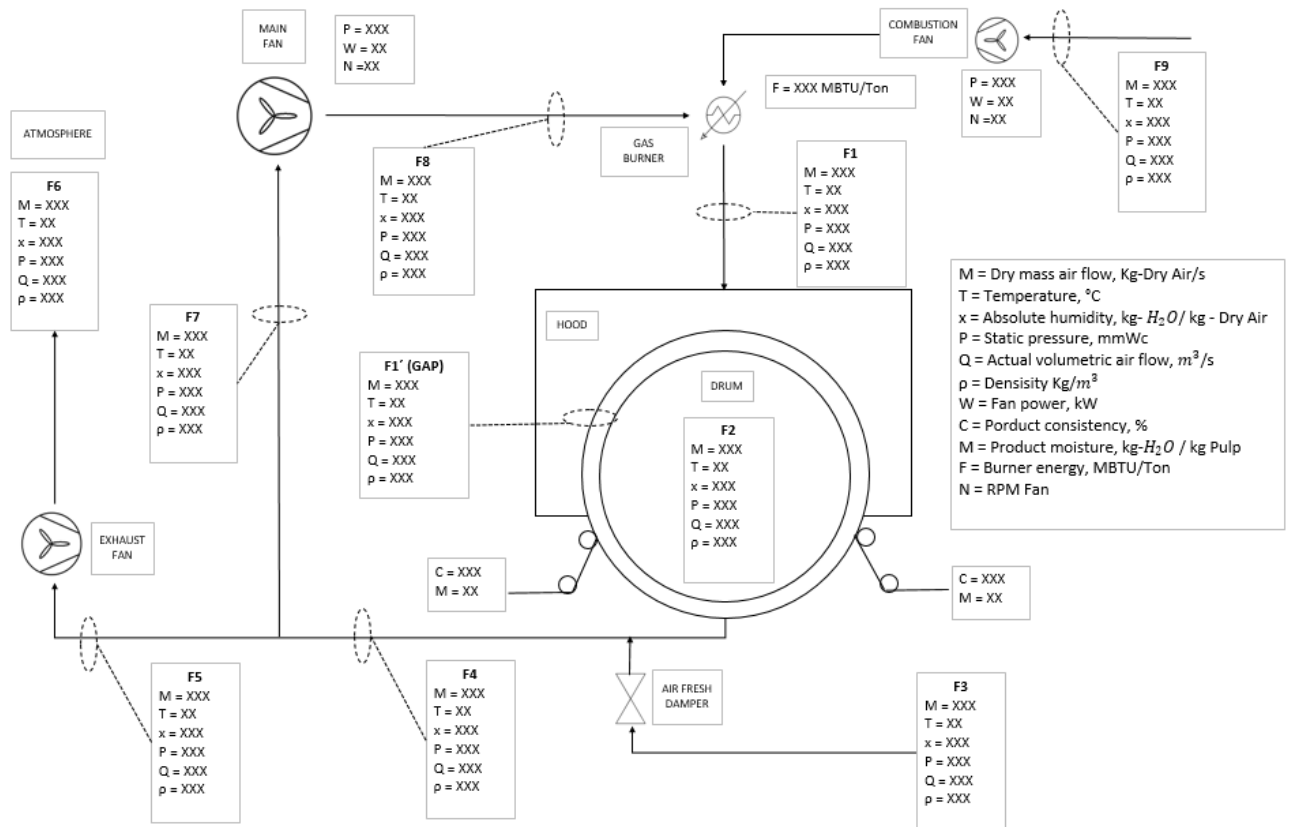 MAIN
FAN
P = XXX
W = XX
N =XX
COMBUSTION
FAN
P = XXX
W = XX
N =XX
F9
M = XXX
T = XX
x = XXX
P = XXX
Q = XXX
ρ = XXX
F = XXX MBTU/Ton
GAS
BURNER
ATMOSPHERE
F6
M = XXX
T = XX
x = XXX
P = XXX
Q = XXX
ρ = XXX
F8
M = XXX
T = XX
x = XXX
P = XXX
Q = XXX
ρ = XXX
F1
M = XXX
T = XX
x = XXX
P = XXX
Q = XXX
ρ = XXX
M = Dry mass air flow, Kg-Dry Air/s
T = Temperature, °C
x = Absolute humidity, kg- H₂O/ kg - Dry Air
P = Static pressure, mmWc
Q = Actual volumetric air flow, m³/s
ρ = Densisity Kg/m³
W = Fan power, kW
C = Porduct consistency, %
M = Product moisture, kg-H₂O / kg Pulp
F = Burner energy, MBTU/Ton
N = RPM Fan
F7
M = XXX
T = XX
x = XXX
P = XXX
Q = XXX
ρ = XXX
HOOD
F1´ (GAP)
M = XXX
T = XX
x = XXX
P = XXX
Q = XXX
ρ = XXX
DRUM
F2
M = XXX
T = XX
x = XXX
P = XXX
Q = XXX
ρ = XXX
EXHAUST
FAN
C = XXX
M = XX
C = XXX
M = XX
F5
M = XXX
T = XX
x = XXX
P = XXX
Q = XXX
ρ = XXX
F4
M = XXX
T = XX
x = XXX
P = XXX
Q = XXX
ρ = XXX
AIR FRESH
DAMPER
F3
M = XXX
T = XX
x = XXX
P = XXX
Q = XXX
ρ = XXX